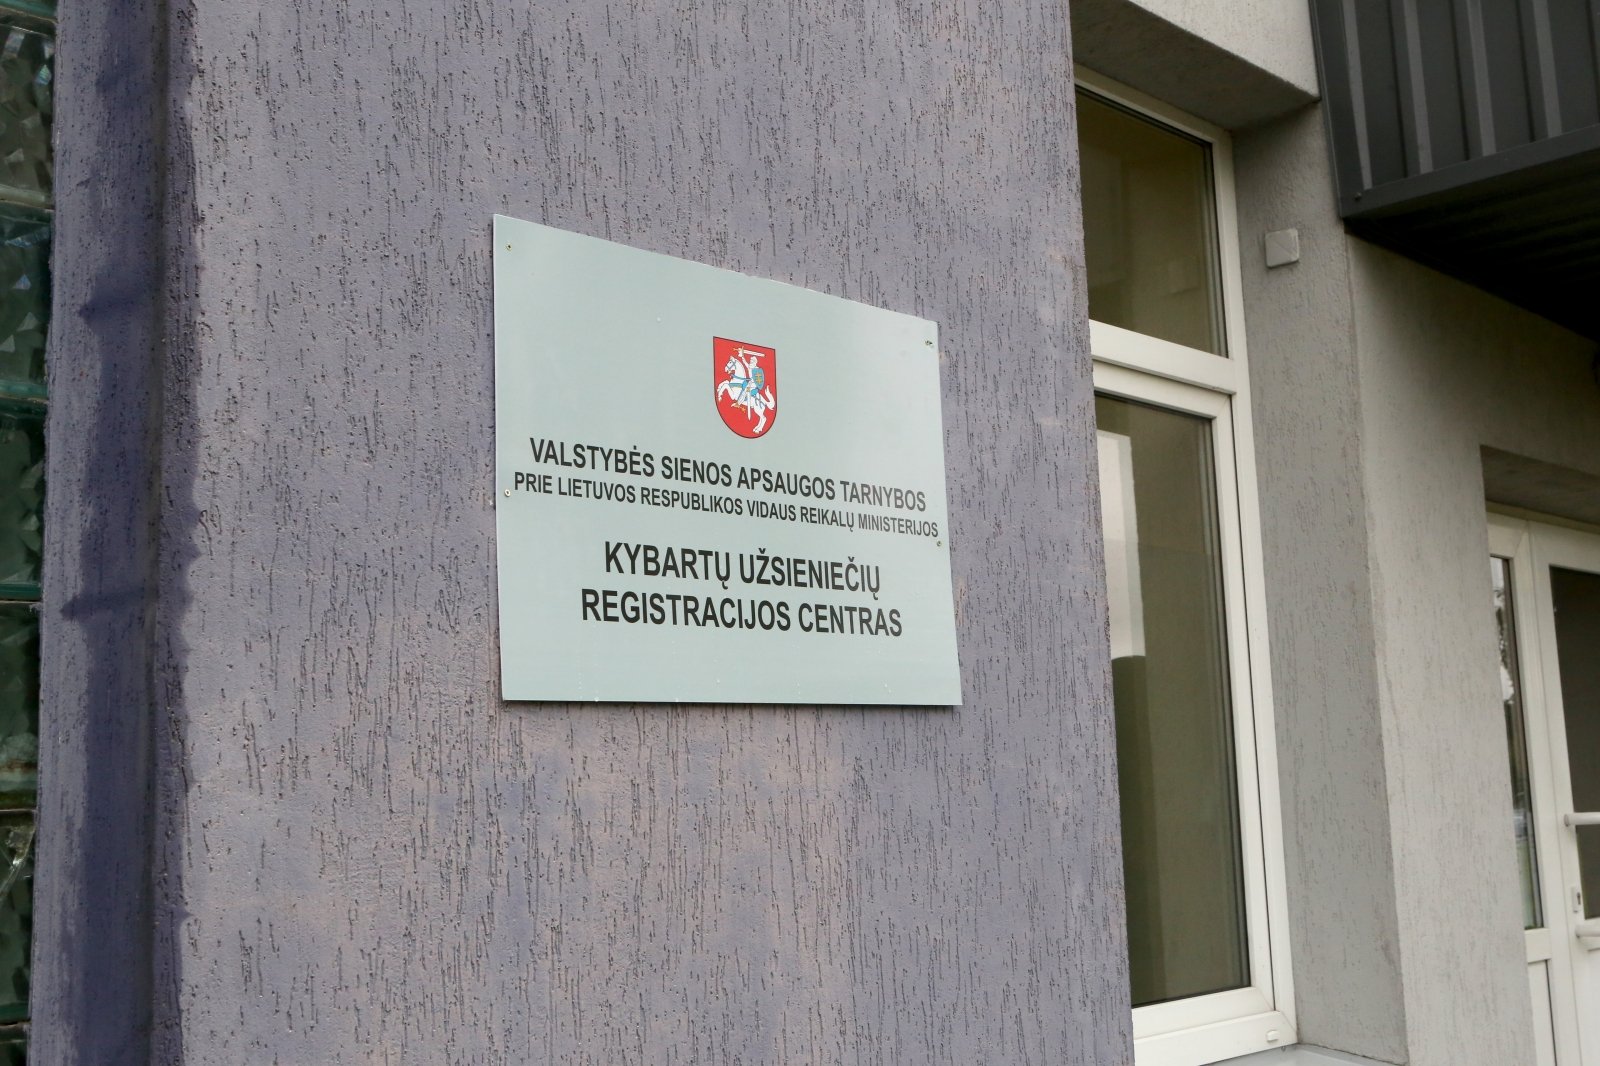 VALSTYBĖS SIENOS APSAUGOS TARNYBOS
PRIE LIETUVOS RESPUBLIKOS VIDAUS REIKALŲ MINISTERIJOS
KYBARTŲ UŽSIENIEČIŲ
REGISTRACIJOS CENTRAS